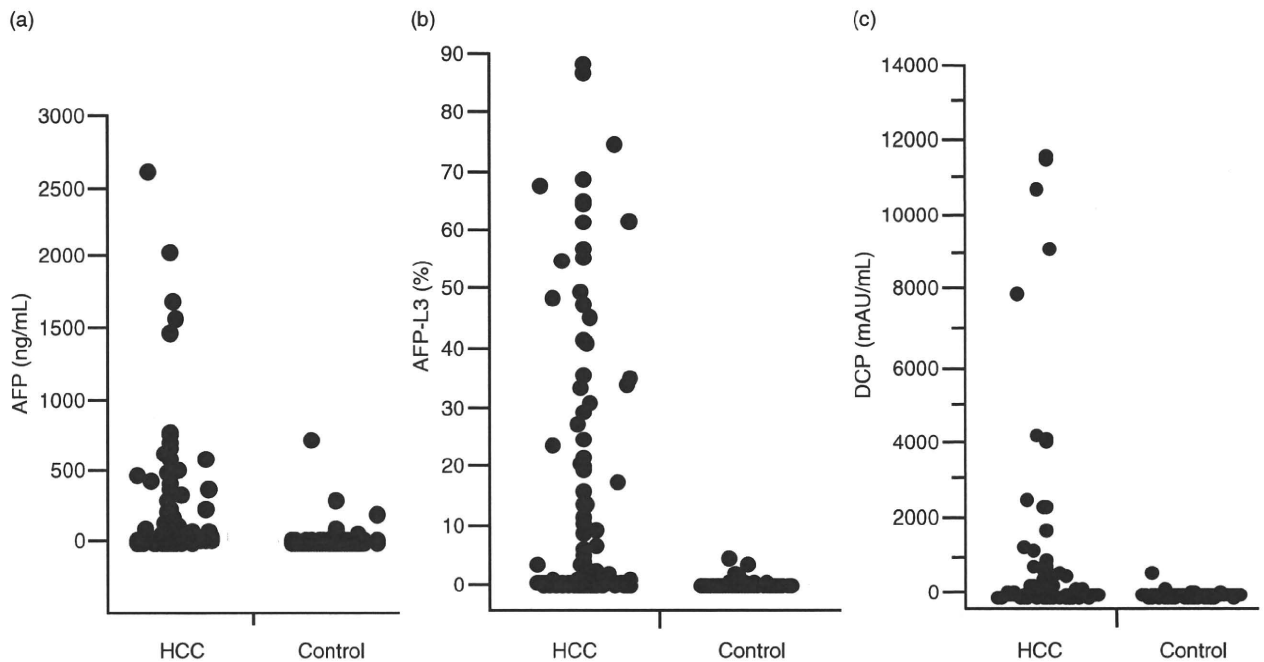 (a)
AFP (ng/mL)
3000
2500
2000
1500
1000
500
0
HCC
Control
(b)
AFP-L3 (%)
90
80
70
60
50
40
30
20
10
0
HCC
Control
(c)
DCP (mAU/mL)
14000
12000
10000
8000
6000
4000
2000
0
HCC
Control